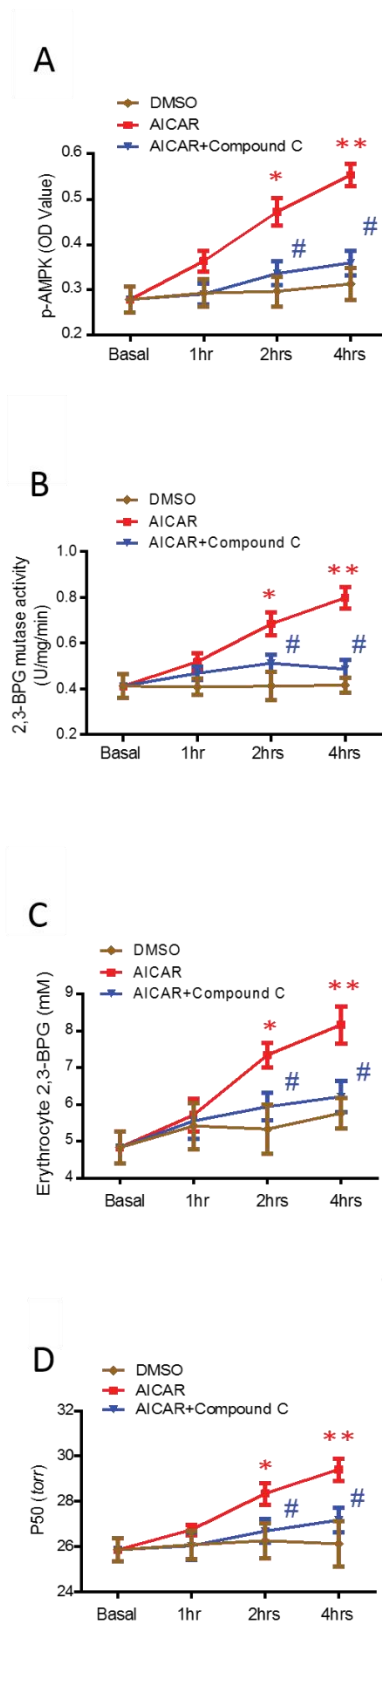 A
DMSO
AICAR
AICAR+Compound C
p-AMPK (OD Value)
0.6
0.5
0.4
0.3
0.2
*
**
#
#
Basal 1hr 2hrs 4hrs
B
DMSO
AICAR
AICAR+Compound C
2,3-BPG mutase activity
(U/mg/min)
1.0
0.8
0.6
0.4
0.2
*
**
#
#
Basal 1hr 2hrs 4hrs
C
DMSO
AICAR
AICAR+Compound C
Erythrocyte 2,3-BPG (mM)
9
8
7
6
5
4
*
**
#
#
Basal 1hr 2hrs 4hrs
D
DMSO
AICAR
AICAR+Compound C
P50 (torr)
32
30
28
26
24
*
**
#
#
Basal 1hr 2hrs 4hrs